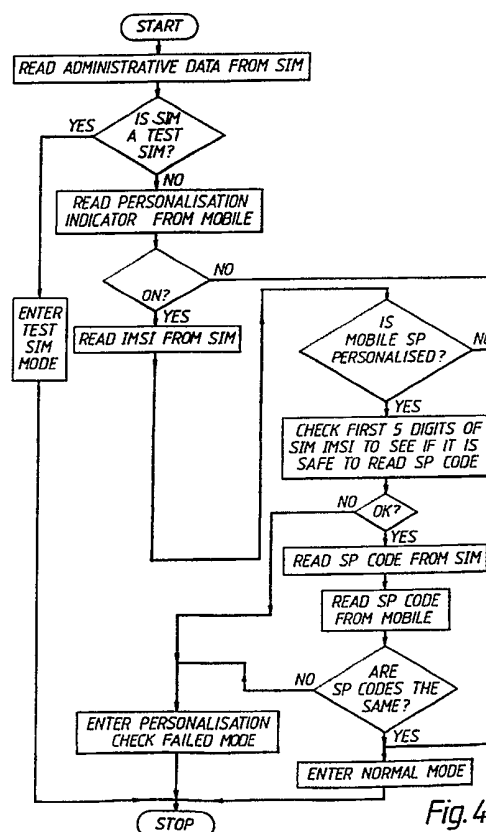 START
READ ADMINISTRATIVE DATA FROM SIM
IS SIM
A TEST
SIM?
YES
NO
READ PERSONALISATION
INDICATOR FROM MOBILE
ON?
NO
YES
READ IMSI FROM SIM
ENTER
TEST
SIM
MODE
IS
MOBILE SP
PERSONALISED?
NO
YES
CHECK FIRST 5 DIGITS OF
SIM IMSI TO SEE IF IT IS
SAFE TO READ SP CODE
NO
OK?
YES
READ SP CODE FROM SIM
READ SP CODE
FROM MOBILE
ARE
SP CODES THE
SAME?
NO
YES
ENTER PERSONALISATION
CHECK FAILED MODE
ENTER NORMAL MODE
STOP
Fig.4